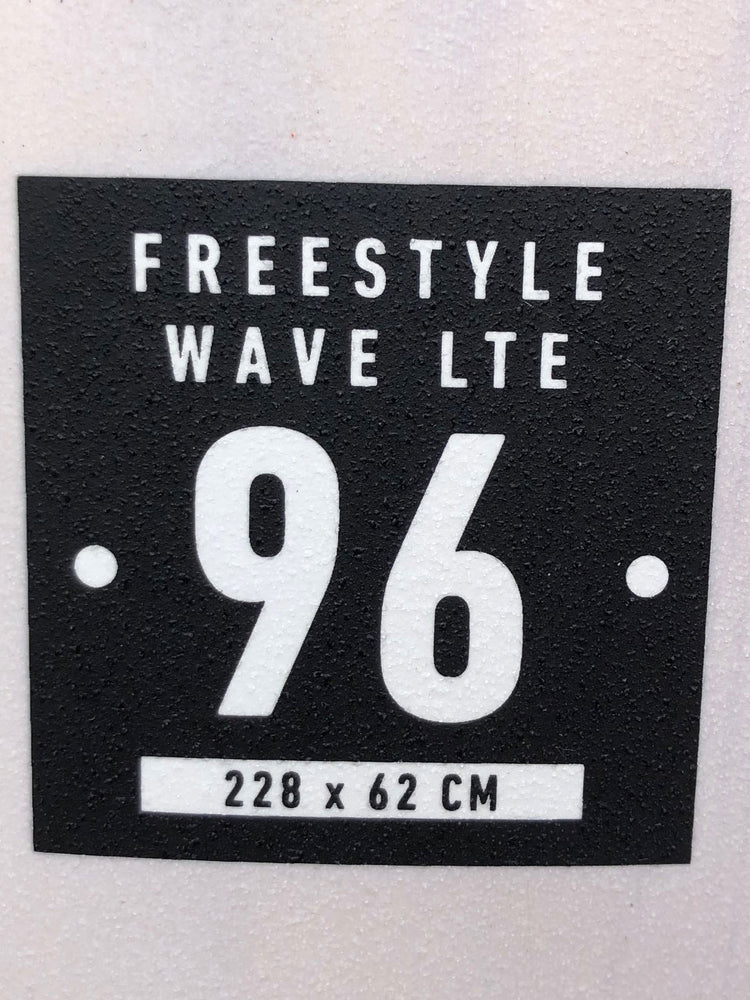 FREESTYLE
WAVE LTE
• 96 •
228 x 62 CM